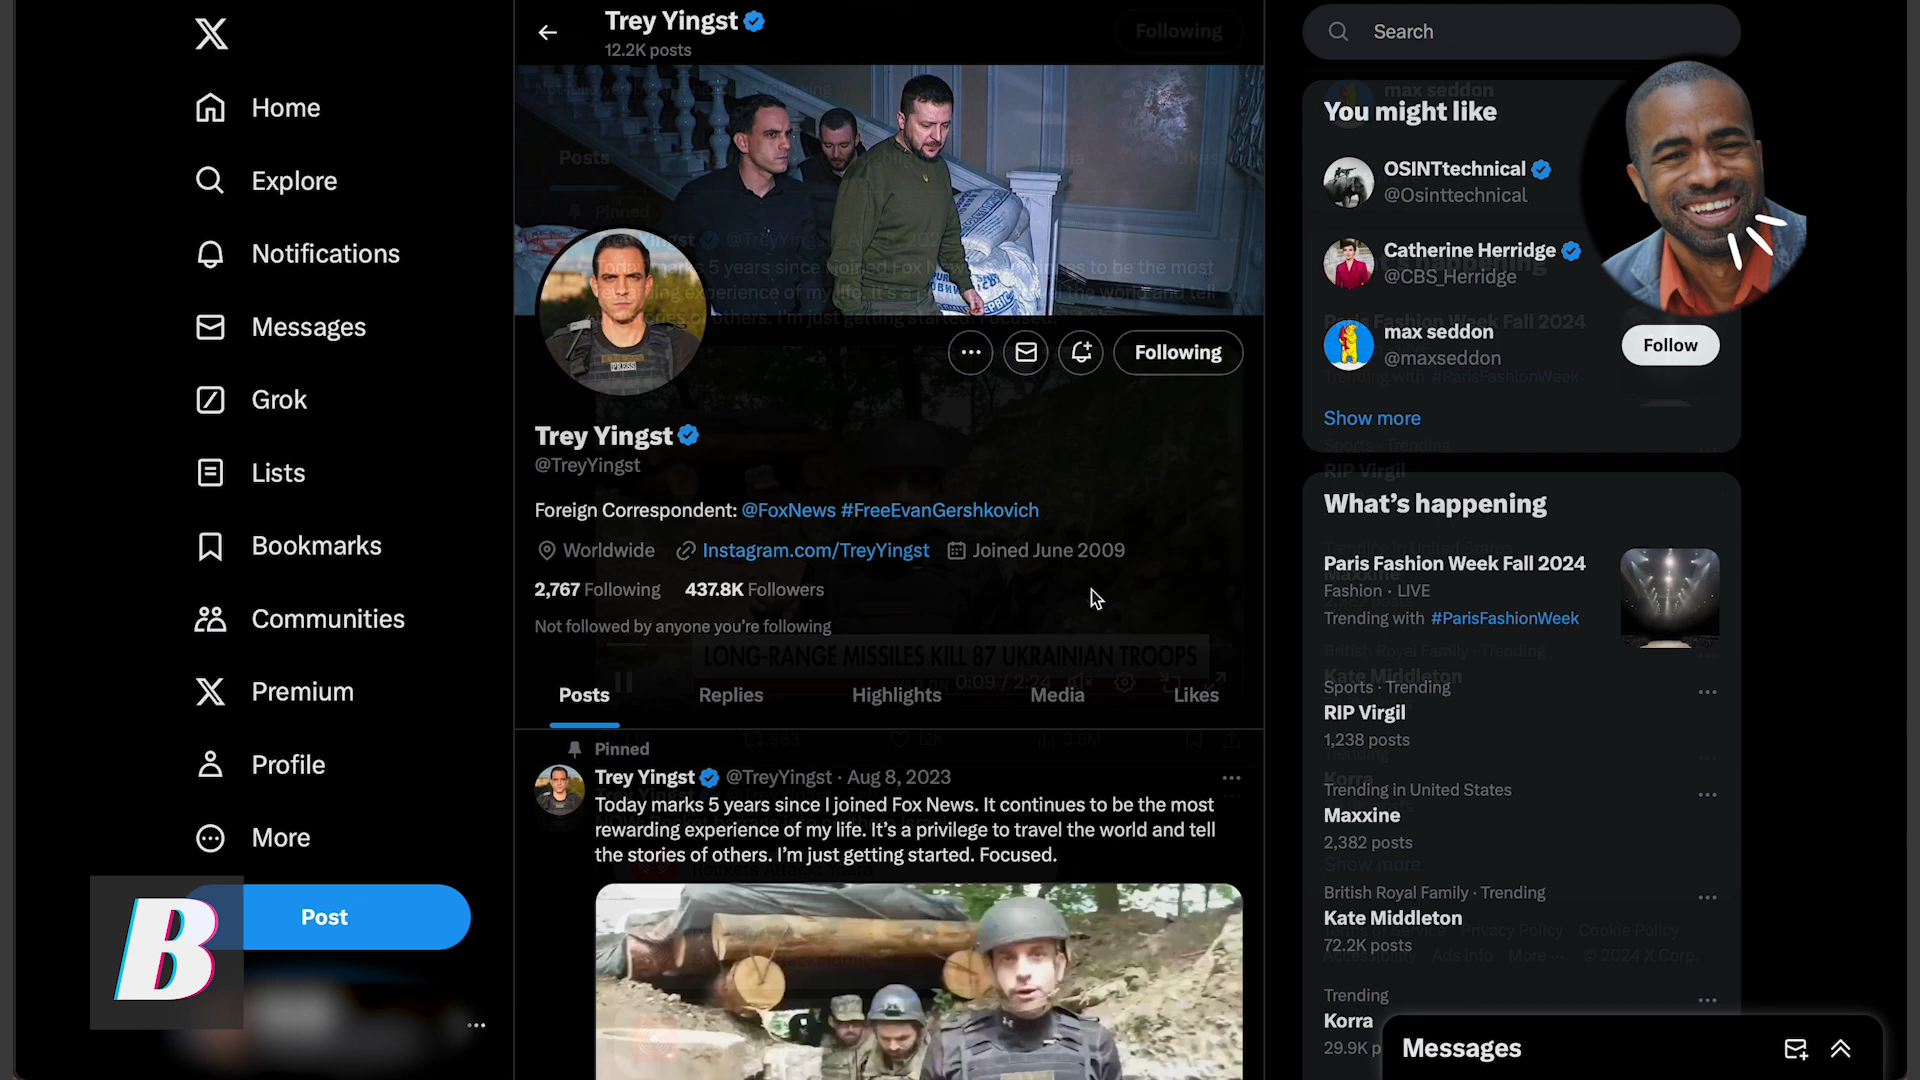 Home
Explore
Notifications
Messages
Grok
Lists
Bookmarks
Communities
Premium
Profile
More
Post
B
Trey Yingst
12.2K posts
Following
PRESS
Following
Trey Yingst
@TreyYingst
Foreign Correspondent: @FoxNews #FreeEvanGershkovich
Worldwide Instagram.com/TreyYingst Joined June 2009
2,767 Following 437.8K Followers
Not followed by anyone you're following
LONG-RANGE MISSILES KILL 87 UKRAINIAN TROOPS
0:09 / 2:24
Posts Replies Highlights Media Likes
Pinned
Trey Yingst @TreyYingst · Aug 8, 2023
Today marks 5 years since I joined Fox News. It continues to be the most
rewarding experience of my life. It's a privilege to travel the world and tell
the stories of others. I'm just getting started. Focused.
Search
You might like
OSINTtechnical
@Osinttechnical
Catherine Herridge
@CBS_Herridge
max seddon
@maxseddon
Follow
Show more
What's happening
Paris Fashion Week Fall 2024
Fashion · LIVE
Trending with #ParisFashionWeek
Sports · Trending
RIP Virgil
1,238 posts
Trending in United States
Maxxine
2,382 posts
British Royal Family · Trending
Kate Middleton
72.2K posts
Trending
Korra
29.9K p
Messages